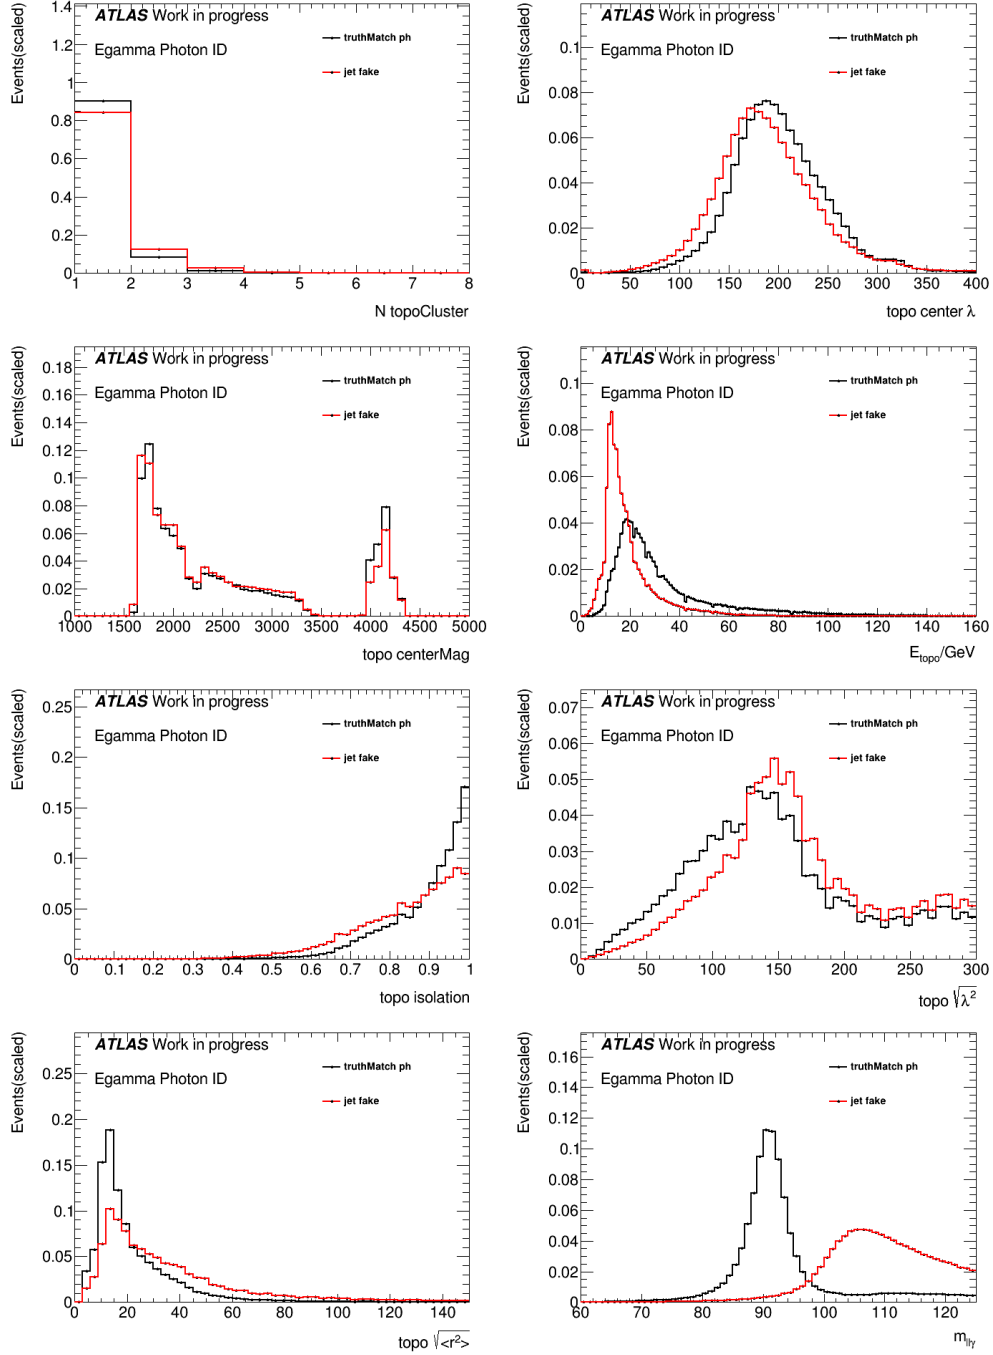 ATLAS Work in progress
Egamma Photon ID
truthMatch ph
jet fake
Events(scaled)
1.4
1.2
1
0.8
0.6
0.4
0.2
0
1 2 3 4 5 6 7 8
N topoCluster
ATLAS Work in progress
Egamma Photon ID
truthMatch ph
jet fake
Events(scaled)
0.1
0.08
0.06
0.04
0.02
0
0 50 100 150 200 250 300 350 400
topo center λ
ATLAS Work in progress
Egamma Photon ID
truthMatch ph
jet fake
Events(scaled)
0.18
0.16
0.14
0.12
0.1
0.08
0.06
0.04
0.02
0
1000 1500 2000 2500 3000 3500 4000 4500 5000
topo centerMag
ATLAS Work in progress
Egamma Photon ID
truthMatch ph
jet fake
Events(scaled)
0.1
0.08
0.06
0.04
0.02
0
0 20 40 60 80 100 120 140 160
E_topo/GeV
ATLAS Work in progress
Egamma Photon ID
truthMatch ph
jet fake
Events(scaled)
0.25
0.2
0.15
0.1
0.05
0
0 0.1 0.2 0.3 0.4 0.5 0.6 0.7 0.8 0.9 1
topo isolation
ATLAS Work in progress
Egamma Photon ID
truthMatch ph
jet fake
Events(scaled)
0.07
0.06
0.05
0.04
0.03
0.02
0.01
0
0 50 100 150 200 250 300
topo √λ²
ATLAS Work in progress
Egamma Photon ID
truthMatch ph
jet fake
Events(scaled)
0.25
0.2
0.15
0.1
0.05
0
0 20 40 60 80 100 120 140
topo √<r²>
ATLAS Work in progress
Egamma Photon ID
truthMatch ph
jet fake
Events(scaled)
0.16
0.14
0.12
0.1
0.08
0.06
0.04
0.02
0
60 70 80 90 100 110 120
m_llγ